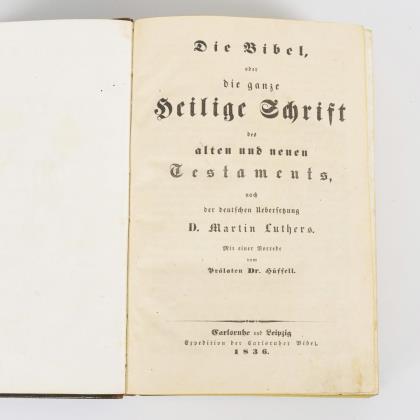 Die Bibel,
oder
die ganze
Heilige Schrift
des
alten und neuen
Testaments,
nach
der deutschen Uebersetzung
D. Martin Luthers.
Mit einer Vorrede
vom
Prälaten Dr. Hüffell.
Carlsruhe und Leipzig
Expedition der Carlsruher Bibel.
1836.